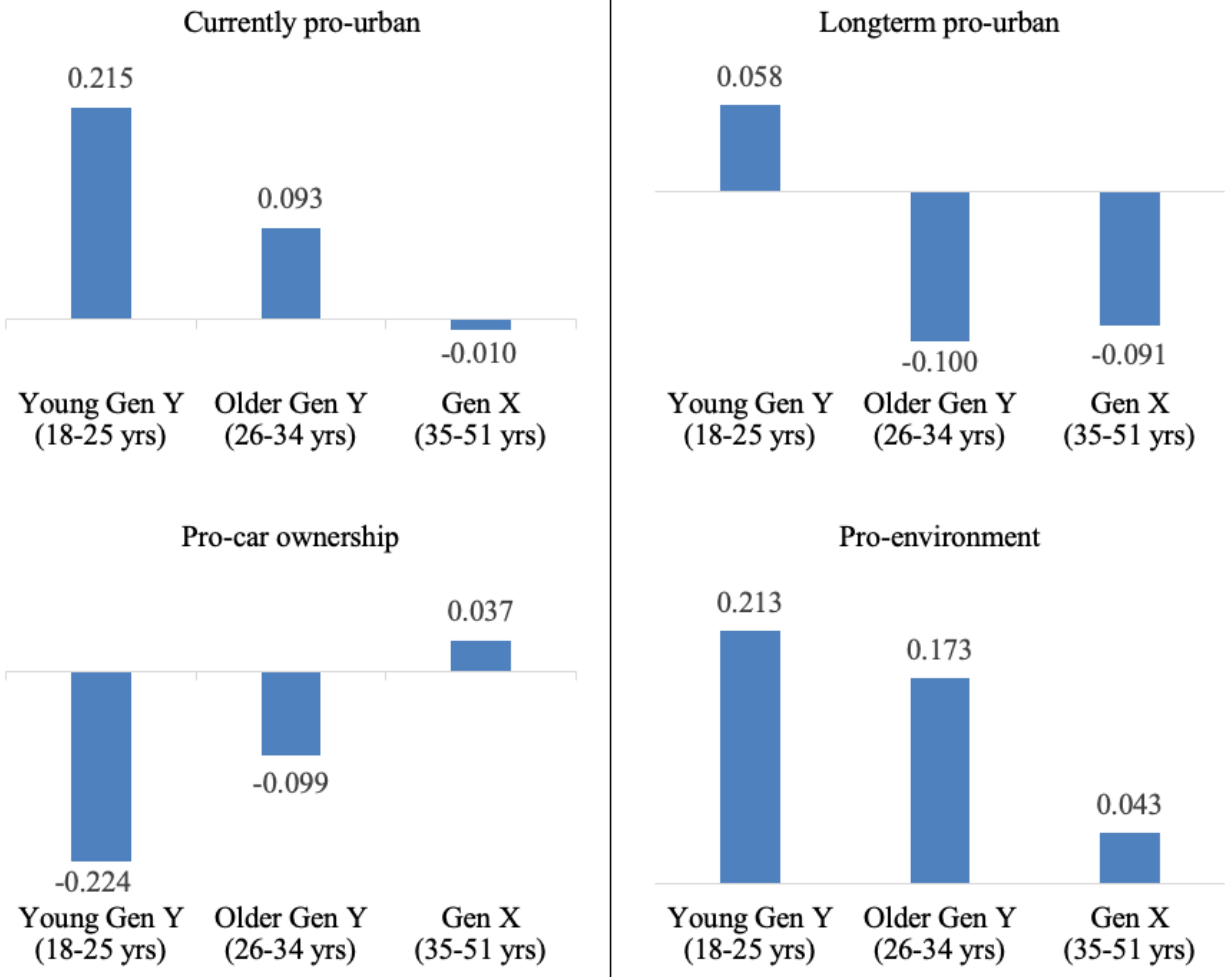 Currently pro-urban
0.215
0.093
-0.010
Young Gen Y Older Gen Y Gen X
(18-25 yrs) (26-34 yrs) (35-51 yrs)
Longterm pro-urban
0.058
-0.100
-0.091
Young Gen Y Older Gen Y Gen X
(18-25 yrs) (26-34 yrs) (35-51 yrs)
Pro-car ownership
0.037
-0.099
-0.224
Young Gen Y Older Gen Y Gen X
(18-25 yrs) (26-34 yrs) (35-51 yrs)
Pro-environment
0.213
0.173
0.043
Young Gen Y Older Gen Y Gen X
(18-25 yrs) (26-34 yrs) (35-51 yrs)